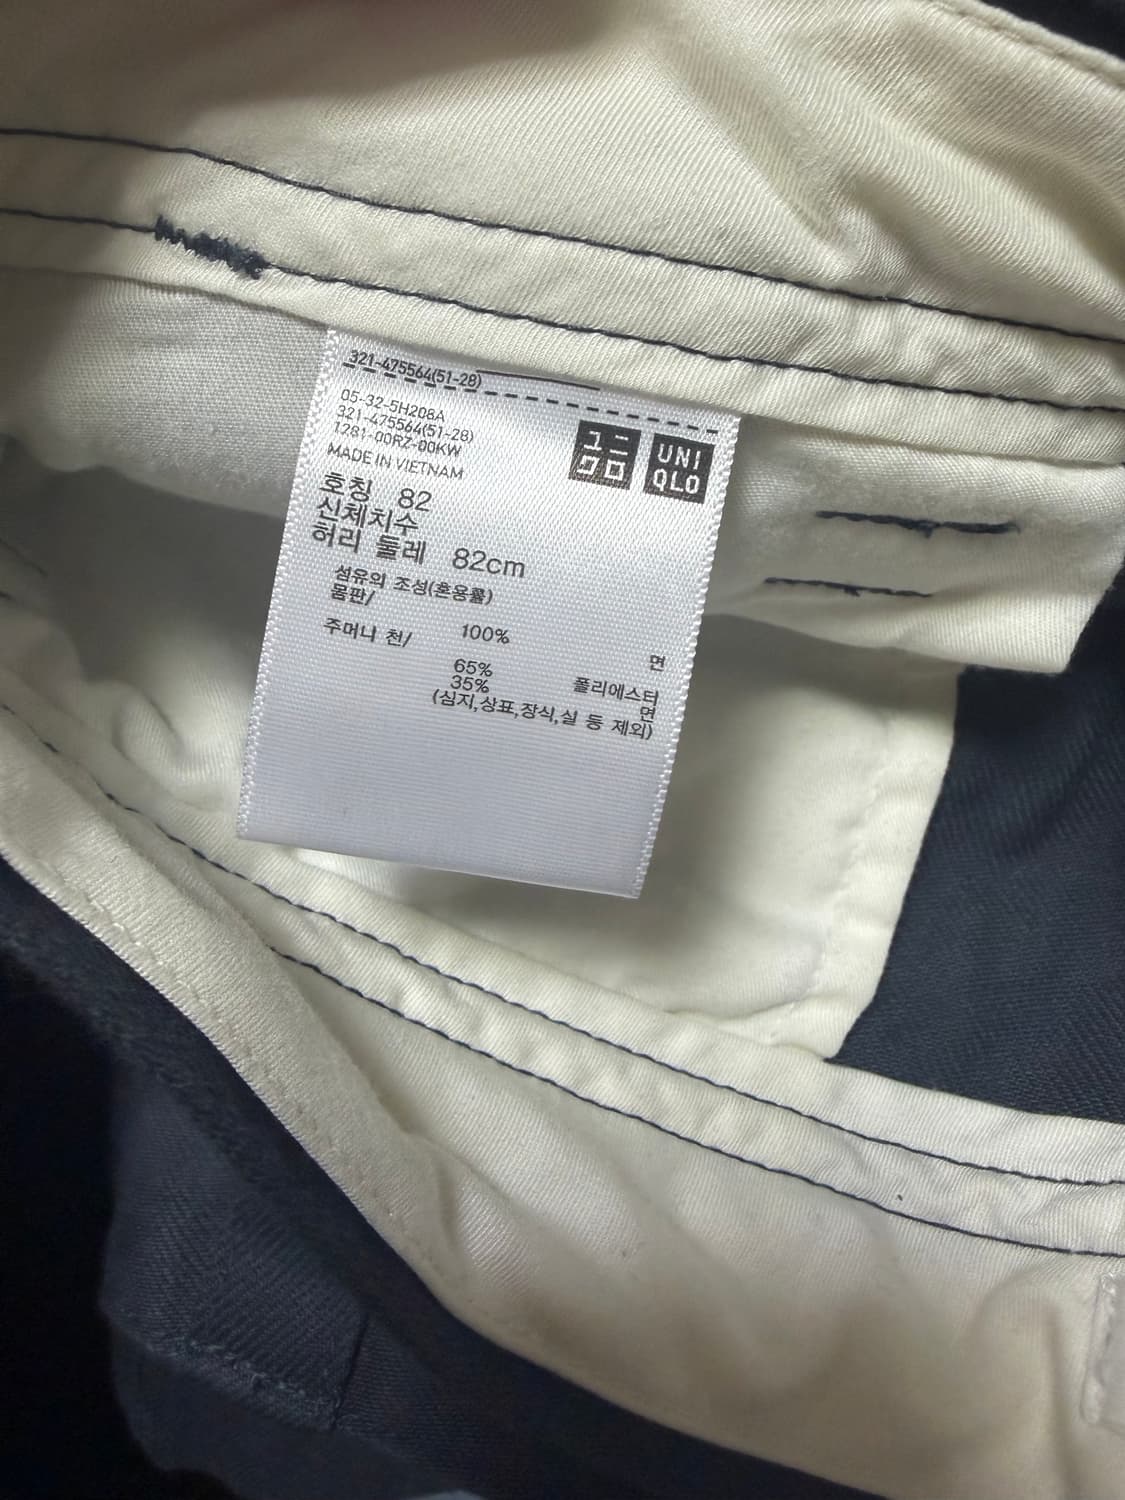 321-475564(51-28)
05-32-5H208A
321-475564(51-28)
1281-00RZ-00KW
MADE IN VIETNAM
ユニ
クロ
UNI
QLO
호칭 82
신체치수
허리 둘레 82cm
섬유의 조성(혼용률)
몸판/
100% 면
주머니 천/
65% 폴리에스터
35% 면
(심지,상표,장식,실 등 제외)